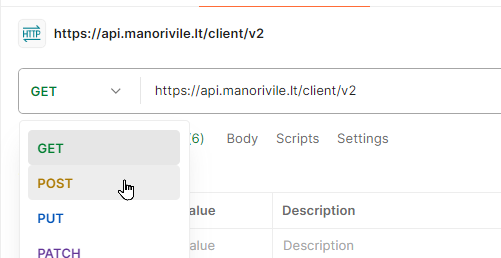 HTTP
https://api.manorivile.lt/client/v2
GET
https://api.manorivile.lt/client/v2
(6) Body Scripts Settings
GET
POST
PUT
PATCH
alue Description
alue Description